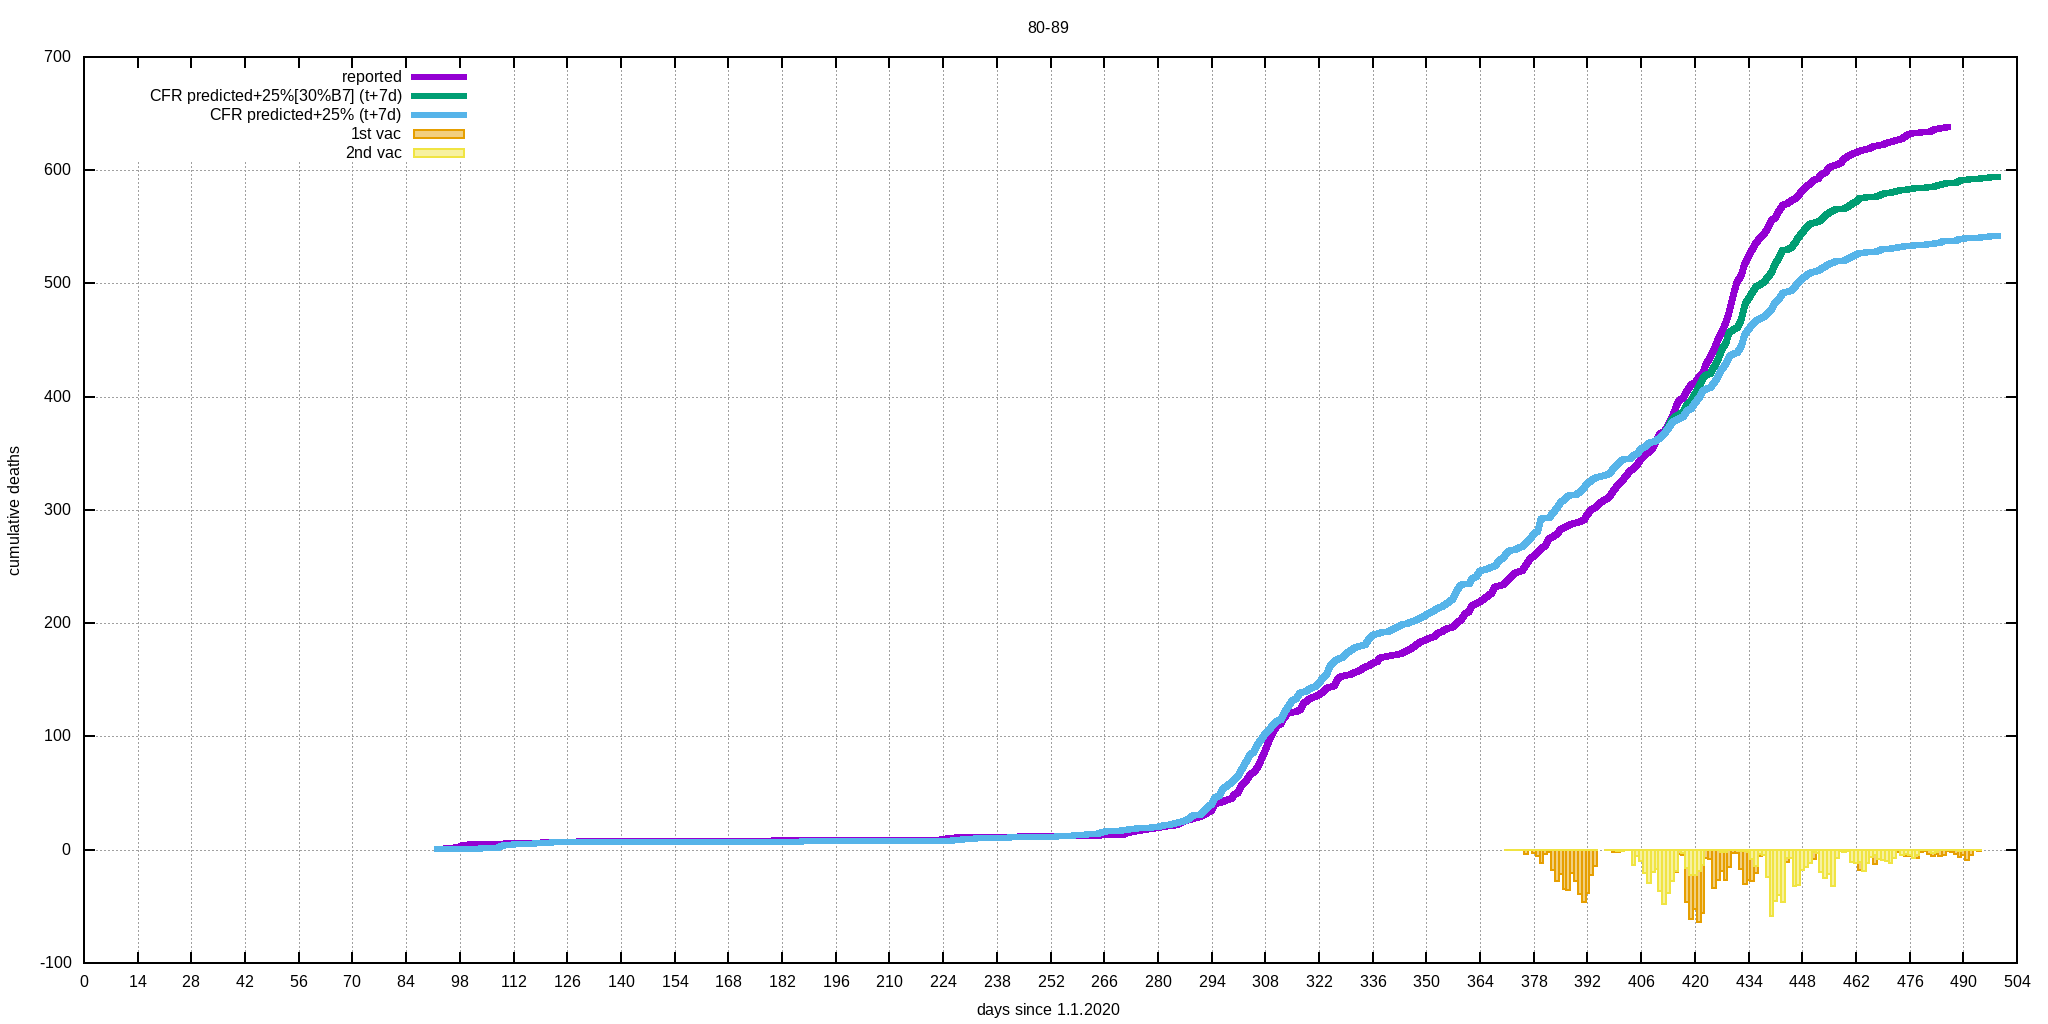 80-89
700
600
500
400
300
200
100
0
-100
cumulative deaths
reported
CFR predicted+25%[30%B7] (t+7d)
CFR predicted+25% (t+7d)
1st vac
2nd vac
0 14 28 42 56 70 84 98 112 126 140 154 168 182 196 210 224 238 252 266 280 294 308 322 336 350 364 378 392 406 420 434 448 462 476 490 504
days since 1.1.2020